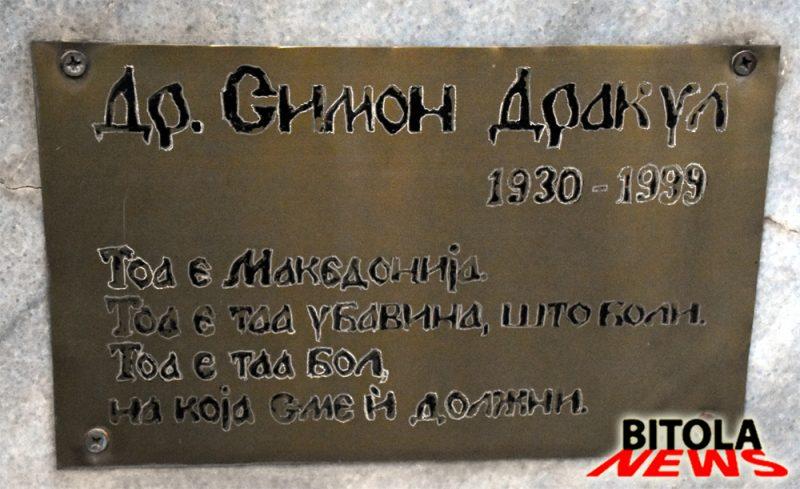 Др. Симон Дракул
1930 - 1999
Тоа е Македонија.
Тоа е таа убавина, што боли.
Тоа е таа бол,
на која сме ѝ должни.
BITOLA
NEWS